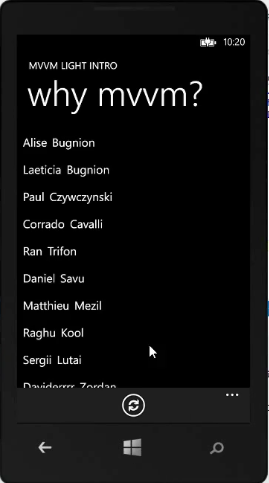 10:20
MVVM LIGHT INTRO
why mvvm?
Alise Bugnion
Laeticia Bugnion
Paul Czywczynski
Corrado Cavalli
Ran Trifon
Daniel Savu
Matthieu Mezil
Raghu Kool
Sergii Lutai
Daviderrrr Zordan